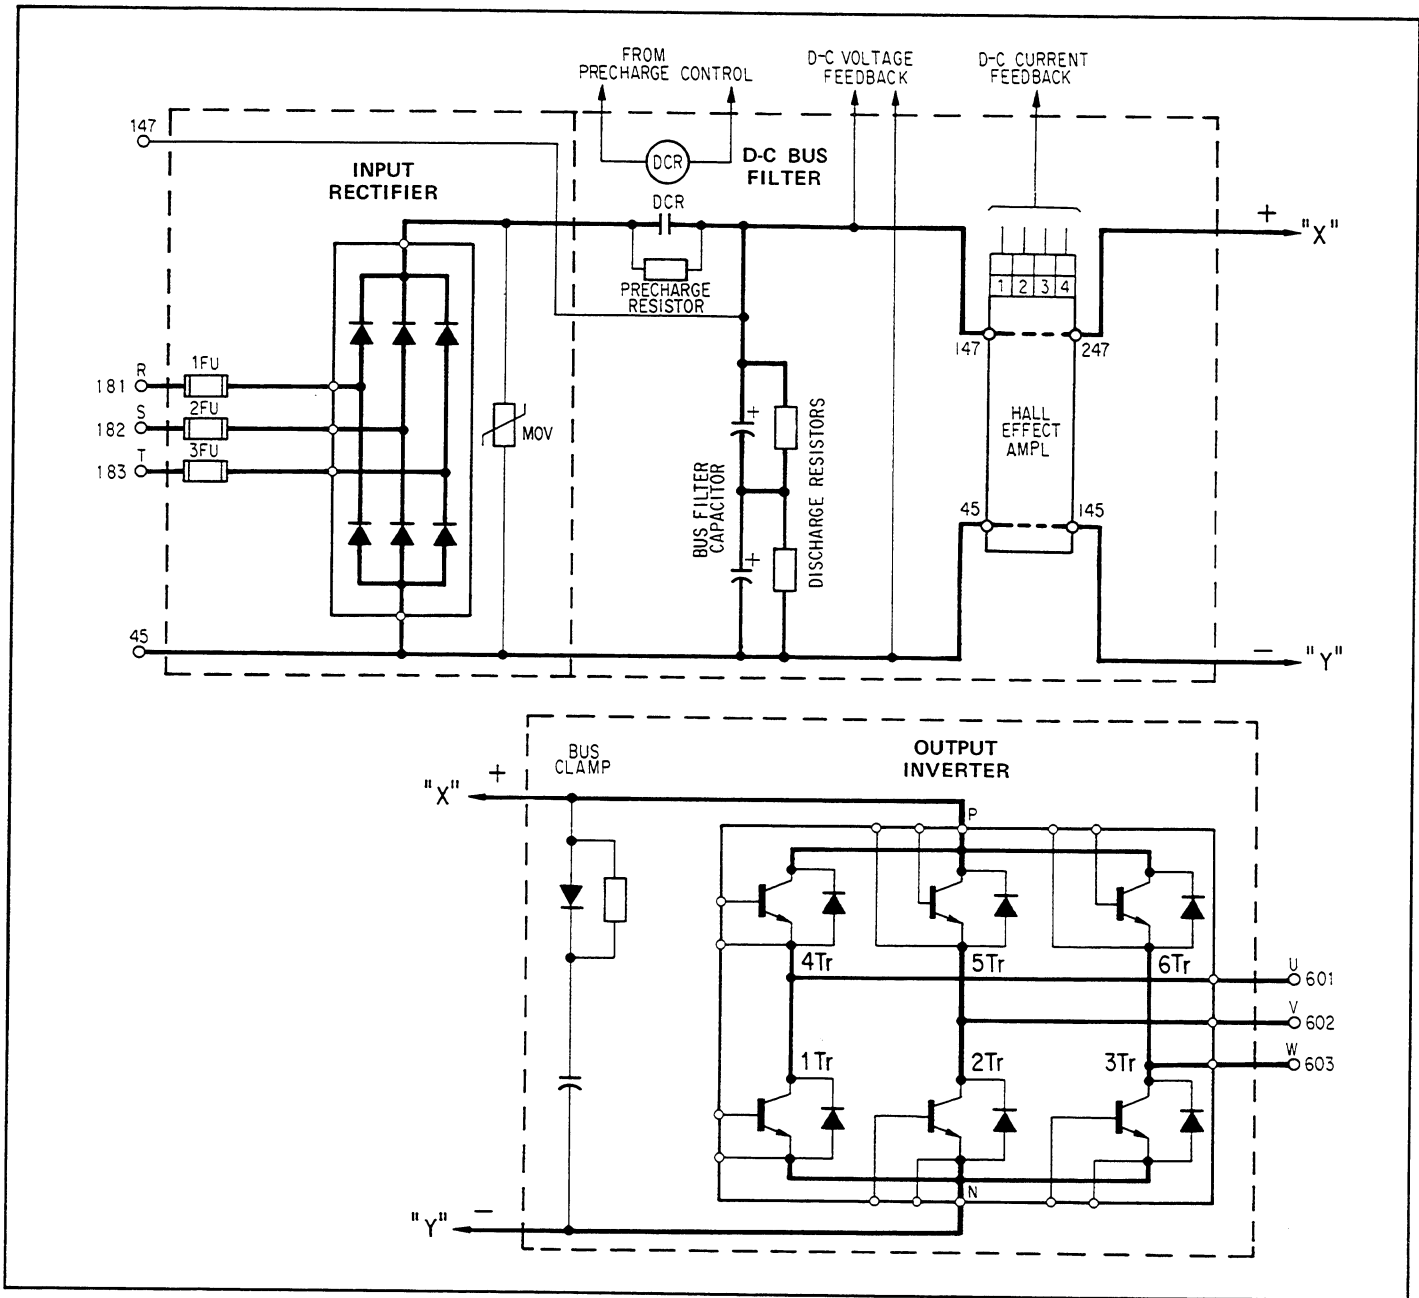 FROM
PRECHARGE CONTROL
D-C VOLTAGE
FEEDBACK
D-C CURRENT
FEEDBACK
147
INPUT
RECTIFIER
DCR
D-C BUS
FILTER
DCR
PRECHARGE
RESISTOR
+
"X"
1 2 3 4
147
247
R
181
1FU
S
182
2FU
T
183
3FU
MOV
+
BUS FILTER
CAPACITOR
DISCHARGE RESISTORS
+
HALL
EFFECT
AMPL
45
145
45
−
"Y"
BUS
CLAMP
OUTPUT
INVERTER
"X"
+
P
4Tr
5Tr
6Tr
U
601
V
602
W
603
1Tr
2Tr
3Tr
N
"Y"
−